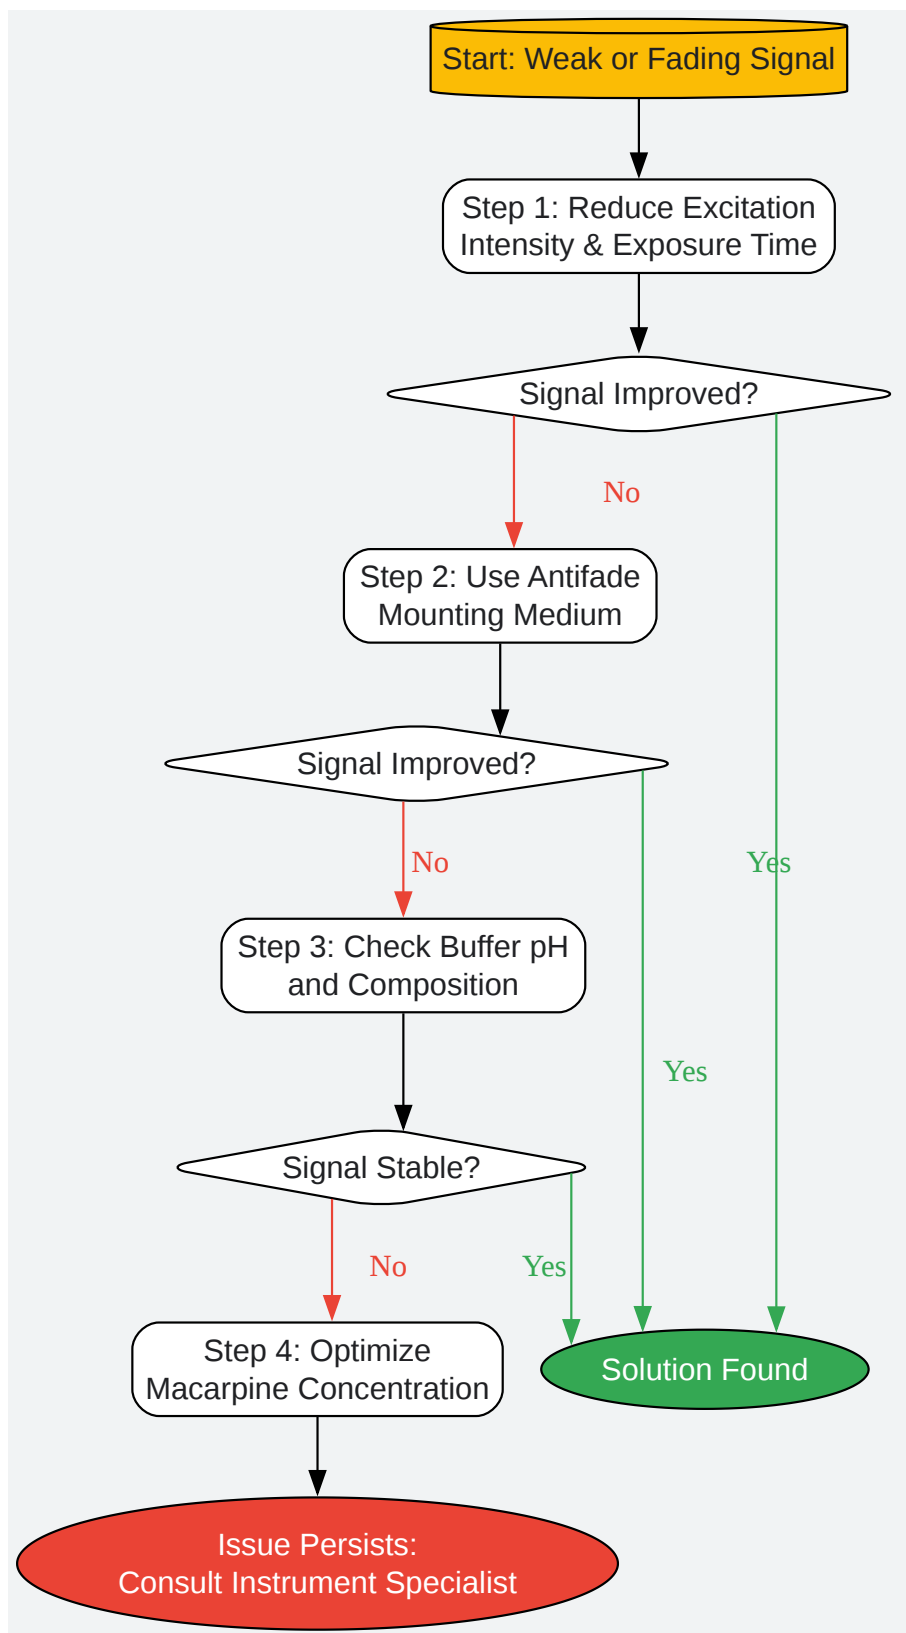 Start: Weak or Fading Signal
Step 1: Reduce Excitation
Intensity & Exposure Time
Signal Improved?
No
Step 2: Use Antifade
Mounting Medium
Signal Improved?
No
Yes
Step 3: Check Buffer pH
and Composition
Yes
Signal Stable?
No
Yes
Step 4: Optimize
Macarpine Concentration
Solution Found
Issue Persists:
Consult Instrument Specialist